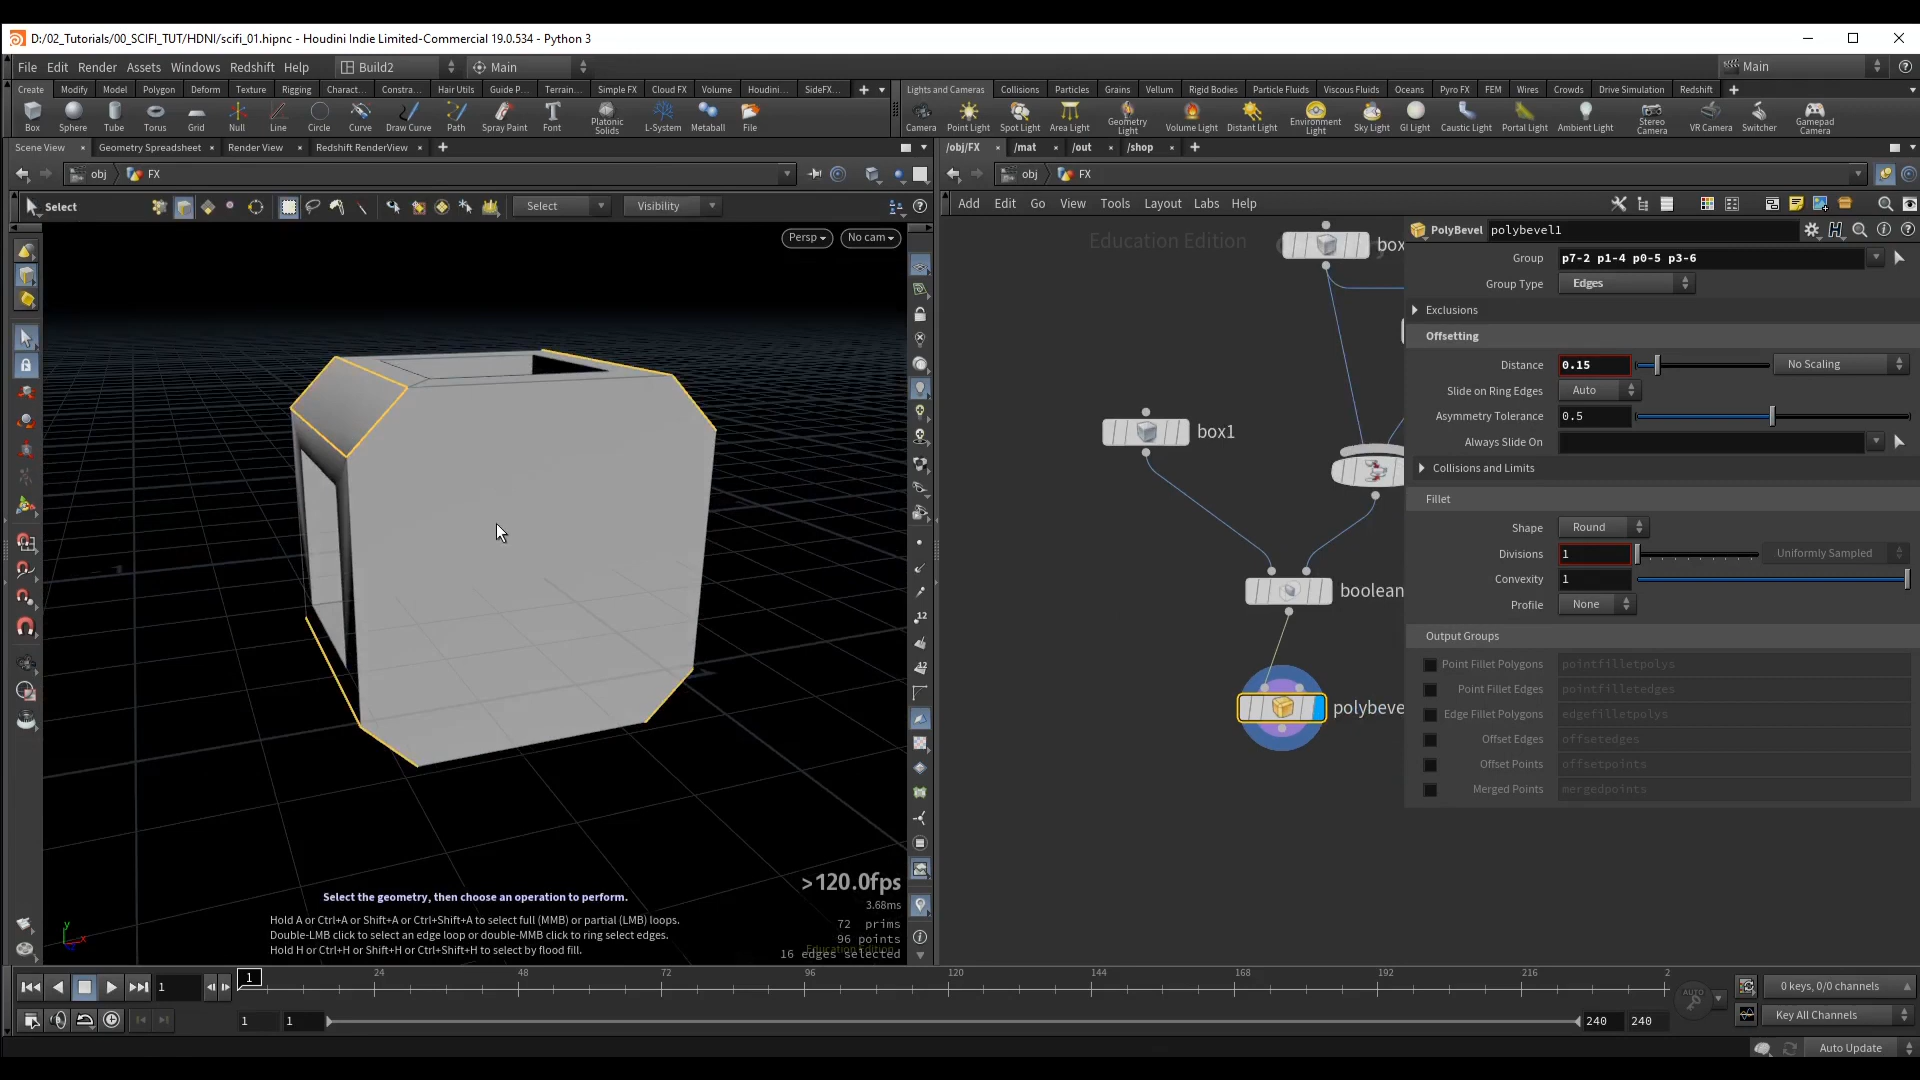 D:/02_Tutorials/00_SCIFI_TUT/HDNI/scifi_01.hipnc - Houdini Indie Limited-Commercial 19.0.534 - Python 3
File Edit Render Assets Windows Redshift Help Build2 Main Main
Create Modify Model Polygon Deform Texture Rigging Charact... Constra... Hair Utils Guide P... Terrain... Simple FX Cloud FX Volume Houdini... SideFX...
Lights and Cameras Collisions Particles Grains Vellum Rigid Bodies Particle Fluids Viscous Fluids Oceans Pyro FX FEM Wires Crowds Drive Simulation Redshift
Box Sphere Tube Torus Grid Null Line Circle Curve Draw Curve Path Spray Paint Font Platonic Solids L-System Metaball File
Camera Point Light Spot Light Area Light Geometry Light Volume Light Distant Light Environment Light Sky Light GI Light Caustic Light Portal Light Ambient Light Stereo Camera VR Camera Switcher Gamepad Camera
Scene View Geometry Spreadsheet Render View Redshift RenderView
/obj/FX /mat /out /shop
obj FX
obj FX
Select Select Visibility
Add Edit Go View Tools Layout Labs Help
Persp No cam
Education Edition
box
box1
boolean
polybeve
PolyBevel polybevel1
Group p7-2 p1-4 p0-5 p3-6
Group Type Edges
Exclusions
Offsetting
Distance 0.15 No Scaling
Slide on Ring Edges Auto
Asymmetry Tolerance 0.5
Always Slide On
Collisions and Limits
Fillet
Shape Round
Divisions 1 Uniformly Sampled
Convexity 1
Profile None
Output Groups
Point Fillet Polygons pointfilletpolys
Point Fillet Edges pointfilletedges
Edge Fillet Polygons edgefilletpolys
Offset Edges offsetedges
Offset Points offsetpoints
Merged Points mergedpoints
12
12
>120.0fps
3.68ms
72 prims
96 points
Education Edition
16 edges selected
Select the geometry, then choose an operation to perform.
Hold A or Ctrl+A or Shift+A or Ctrl+Shift+A to select full (MMB) or partial (LMB) loops.
Double-LMB click to select an edge loop or double-MMB click to ring select edges.
Hold H or Ctrl+H or Shift+H or Ctrl+Shift+H to select by flood fill.
y
x
1 1 24 48 72 96 120 144 168 192 216 2
AUTO
0 keys, 0/0 channels
1 1 240 240
Key All Channels
Auto Update